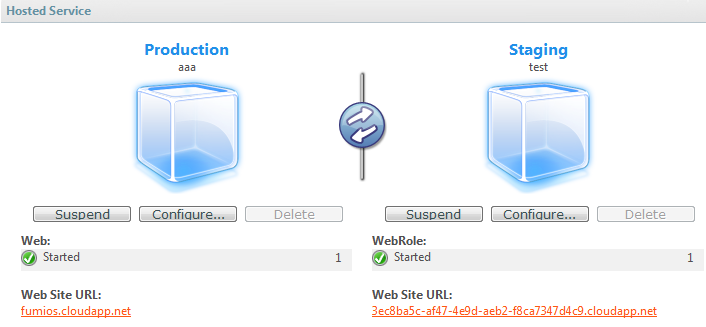 Hosted Service
Production Staging
aaa test
Suspend Configure... Delete Suspend Configure... Delete
Web: WebRole:
Started 1 Started 1
Web Site URL: Web Site URL:
fumios.cloudapp.net 3ec8ba5c-af47-4e9d-aeb2-f8ca7347d4c9.cloudapp.net